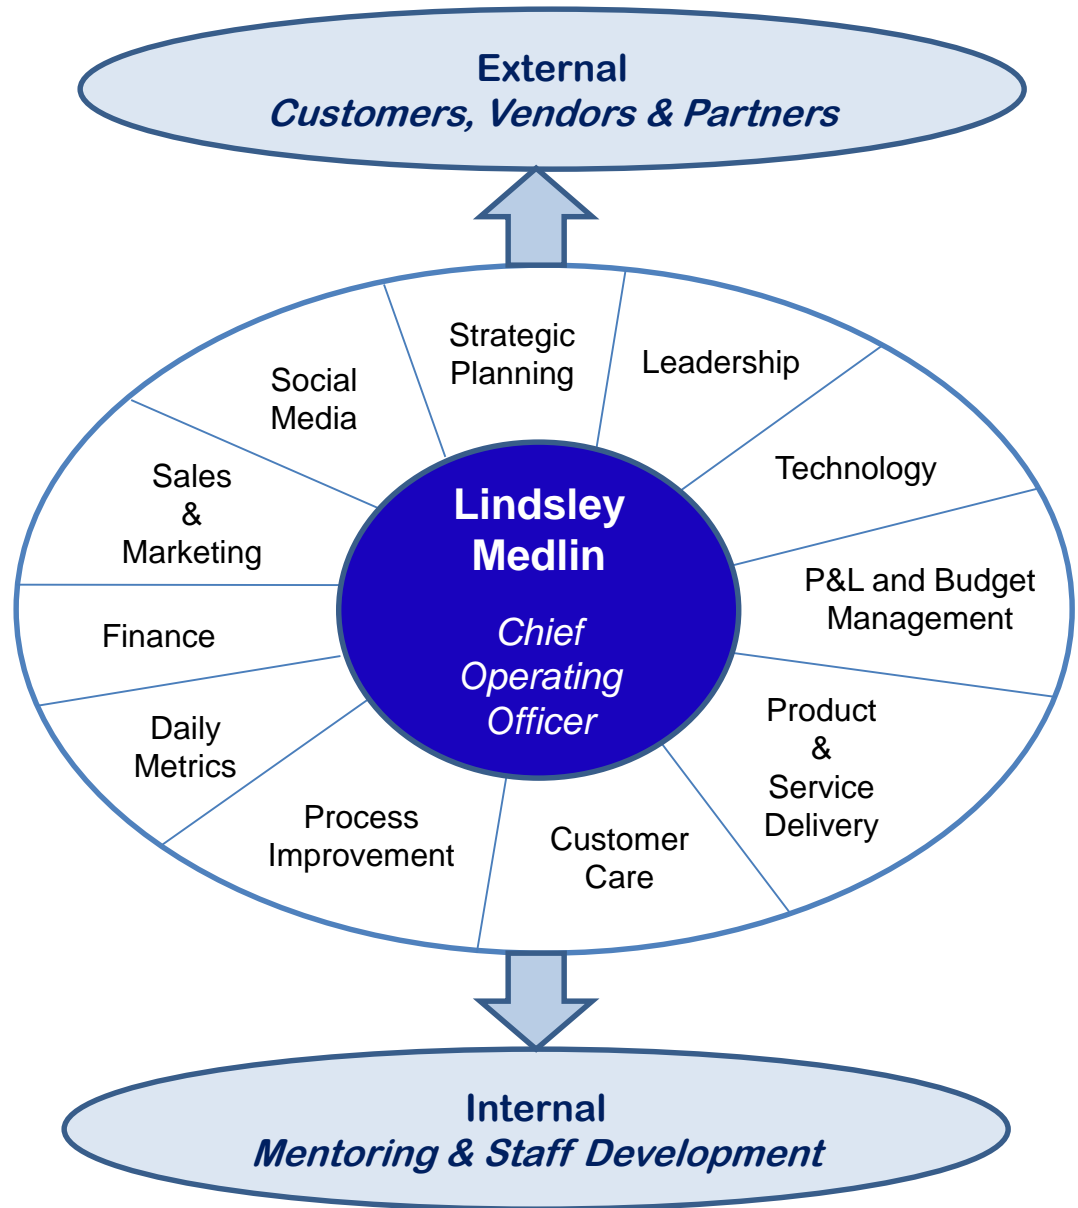 External
Customers, Vendors & Partners
Strategic
Planning
Leadership
Social
Media
Technology
Sales
&
Marketing
Lindsley
Medlin
Chief
Operating
Officer
P&L and Budget
Management
Finance
Product
&
Service
Delivery
Daily
Metrics
Process
Improvement
Customer
Care
Internal
Mentoring & Staff Development